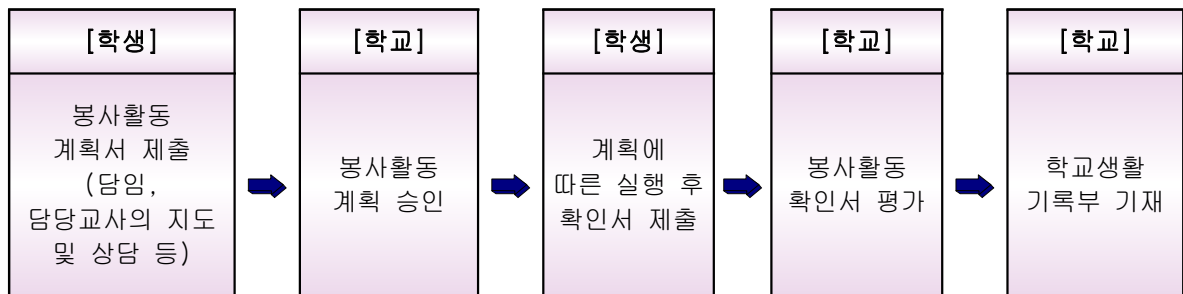 [학생]
봉사활동
계획서 제출
(담임,
담당교사의 지도
및 상담 등)
[학교]
봉사활동
계획 승인
[학생]
계획에
따른 실행 후
확인서 제출
[학교]
봉사활동
확인서 평가
[학교]
학교생활
기록부 기재